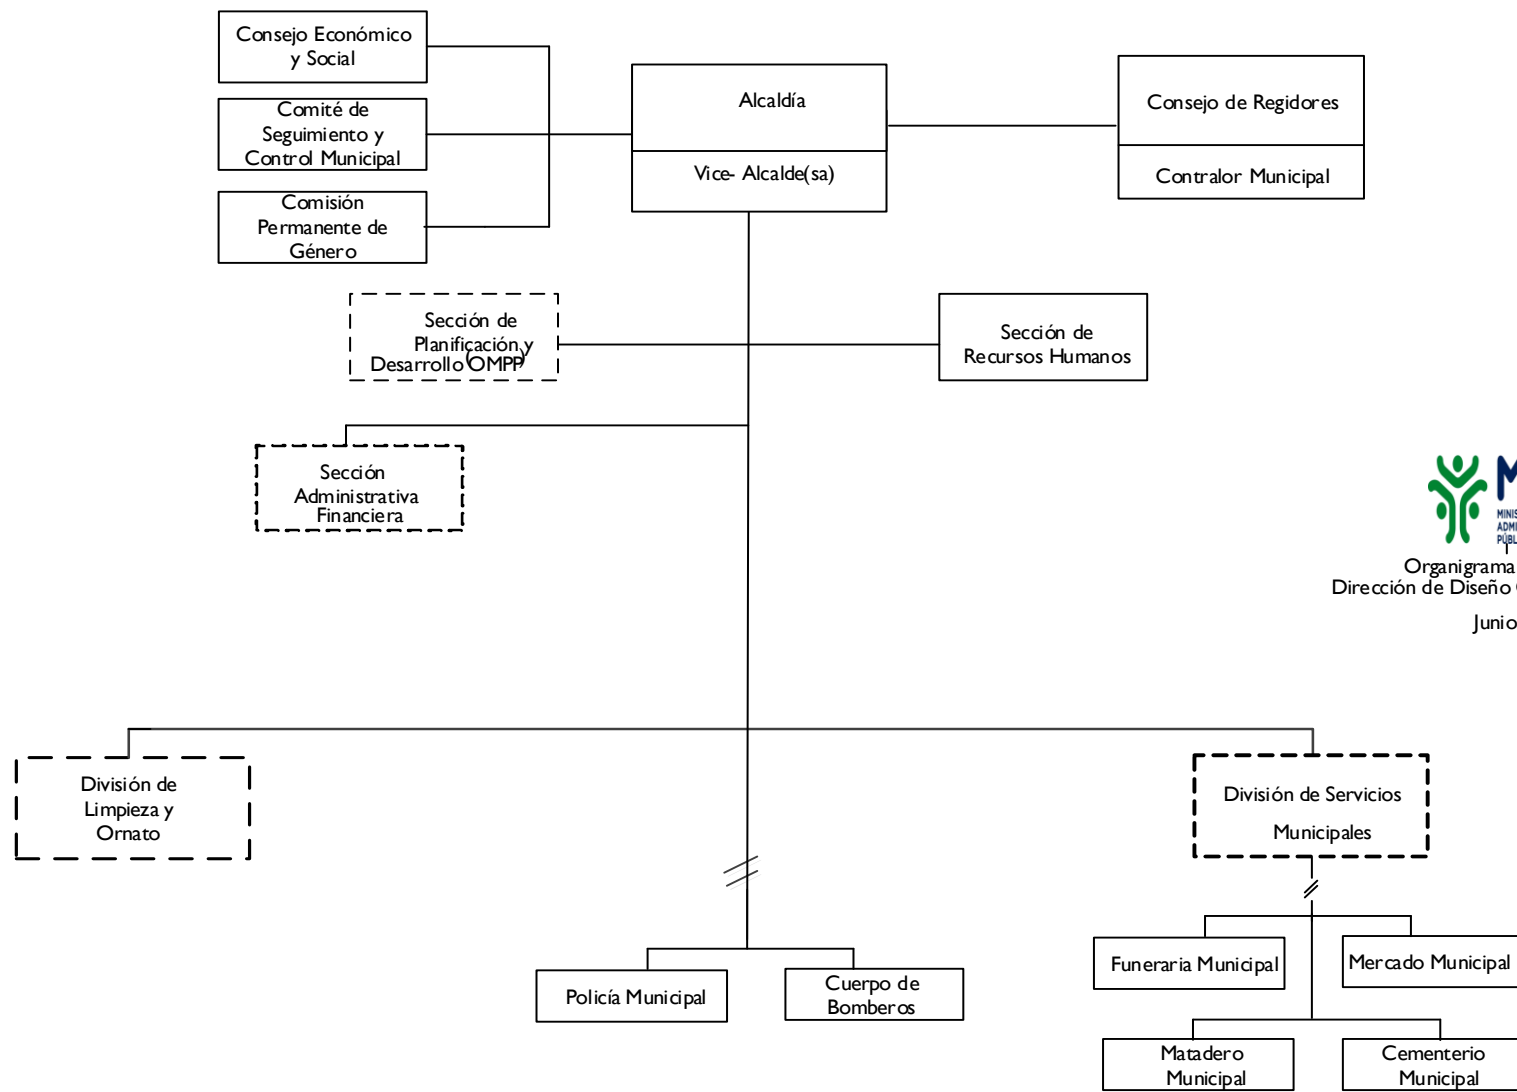 Consejo Económico
y Social
Comité de
Seguimiento y
Control Municipal
Comisión
Permanente de
Género
Alcaldía
Vice- Alcalde(sa)
Consejo de Regidores
Contralor Municipal
Sección de
Planificación y
Desarrollo (OMPP)
Sección de
Recursos Humanos
Sección
Administrativa
Financiera
Organigrama
Dirección de Diseño
Junio
División de
Limpieza y
Ornato
División de Servicios
Municipales
Policía Municipal
Cuerpo de
Bomberos
Funeraria Municipal
Mercado Municipal
Matadero
Municipal
Cementerio
Municipal